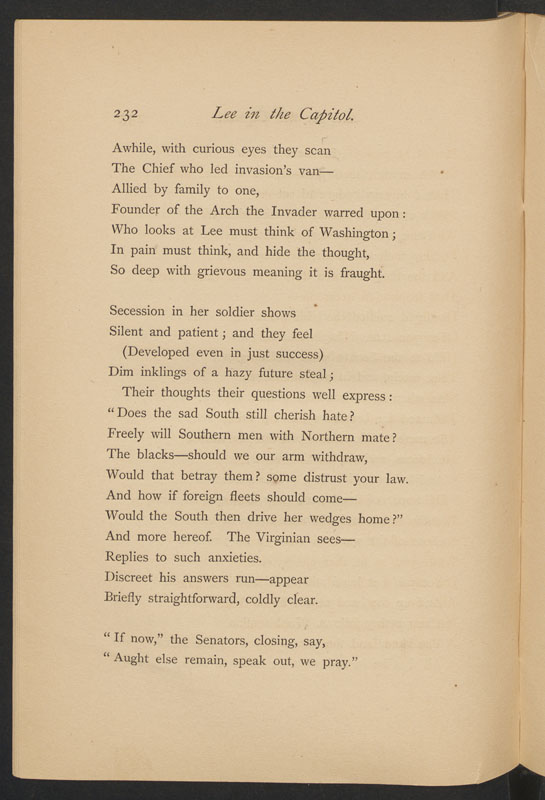 232 Lee in the Capitol.
Awhile, with curious eyes they scan
The Chief who led invasion's van—
Allied by family to one,
Founder of the Arch the Invader warred upon :
Who looks at Lee must think of Washington ;
In pain must think, and hide the thought,
So deep with grievous meaning it is fraught.
Secession in her soldier shows
Silent and patient ; and they feel
(Developed even in just success)
Dim inklings of a hazy future steal ;
Their thoughts their questions well express :
“Does the sad South still cherish hate?
Freely will Southern men with Northern mate?
The blacks—should we our arm withdraw,
Would that betray them? some distrust your law.
And how if foreign fleets should come—
Would the South then drive her wedges home?”
And more hereof. The Virginian sees—
Replies to such anxieties.
Discreet his answers run—appear
Briefly straightforward, coldly clear.
“If now,” the Senators, closing, say,
“Aught else remain, speak out, we pray.”